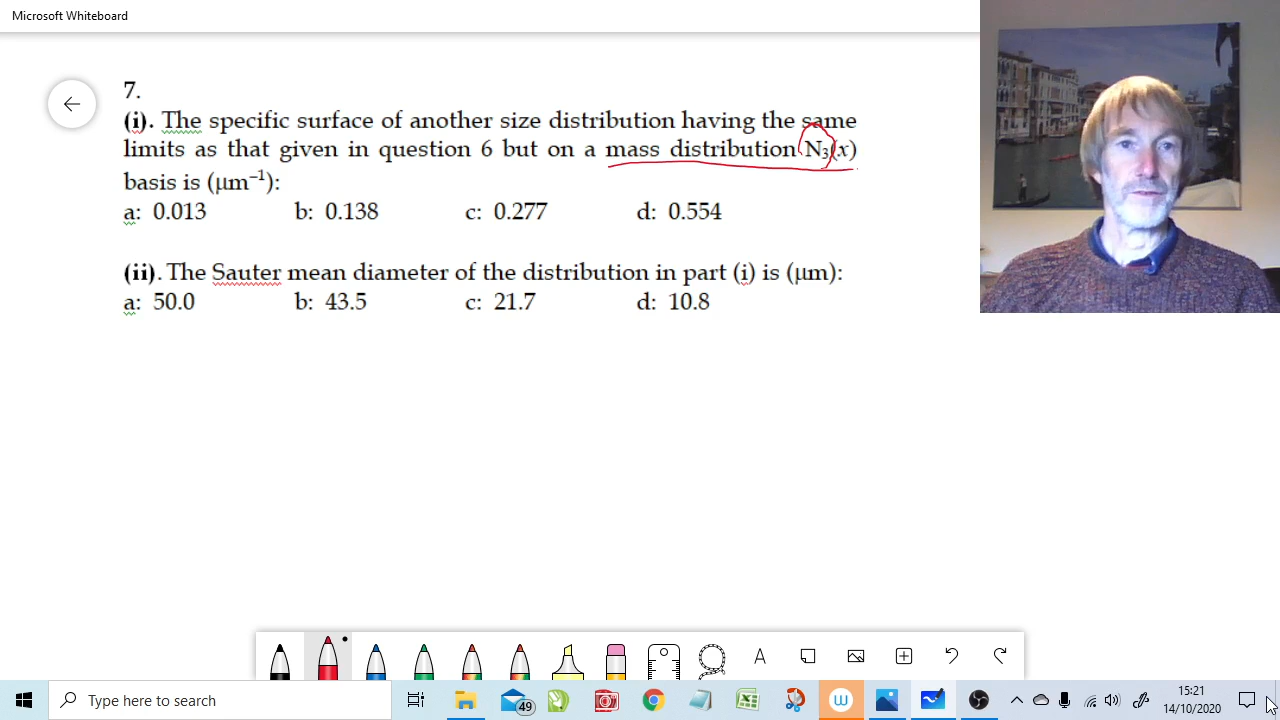 Microsoft Whiteboard
7.
(i). The specific surface of another size distribution having the same
limits as that given in question 6 but on a mass distribution N₃(x)
basis is (μm⁻¹):
a: 0.013 b: 0.138 c: 0.277 d: 0.554
(ii). The Sauter mean diameter of the distribution in part (i) is (μm):
a: 50.0 b: 43.5 c: 21.7 d: 10.8
A
Type here to search
49
W
15:21
14/10/2020